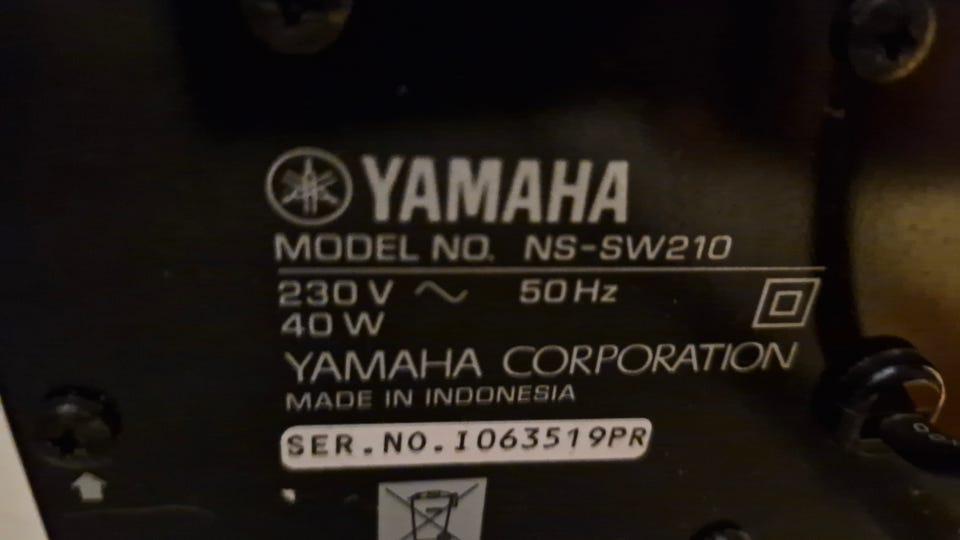 YAMAHA
MODEL NO. NS-SW210
230 V ~ 50 Hz
40 W
YAMAHA CORPORATION
MADE IN INDONESIA
SER.NO.I063519PR